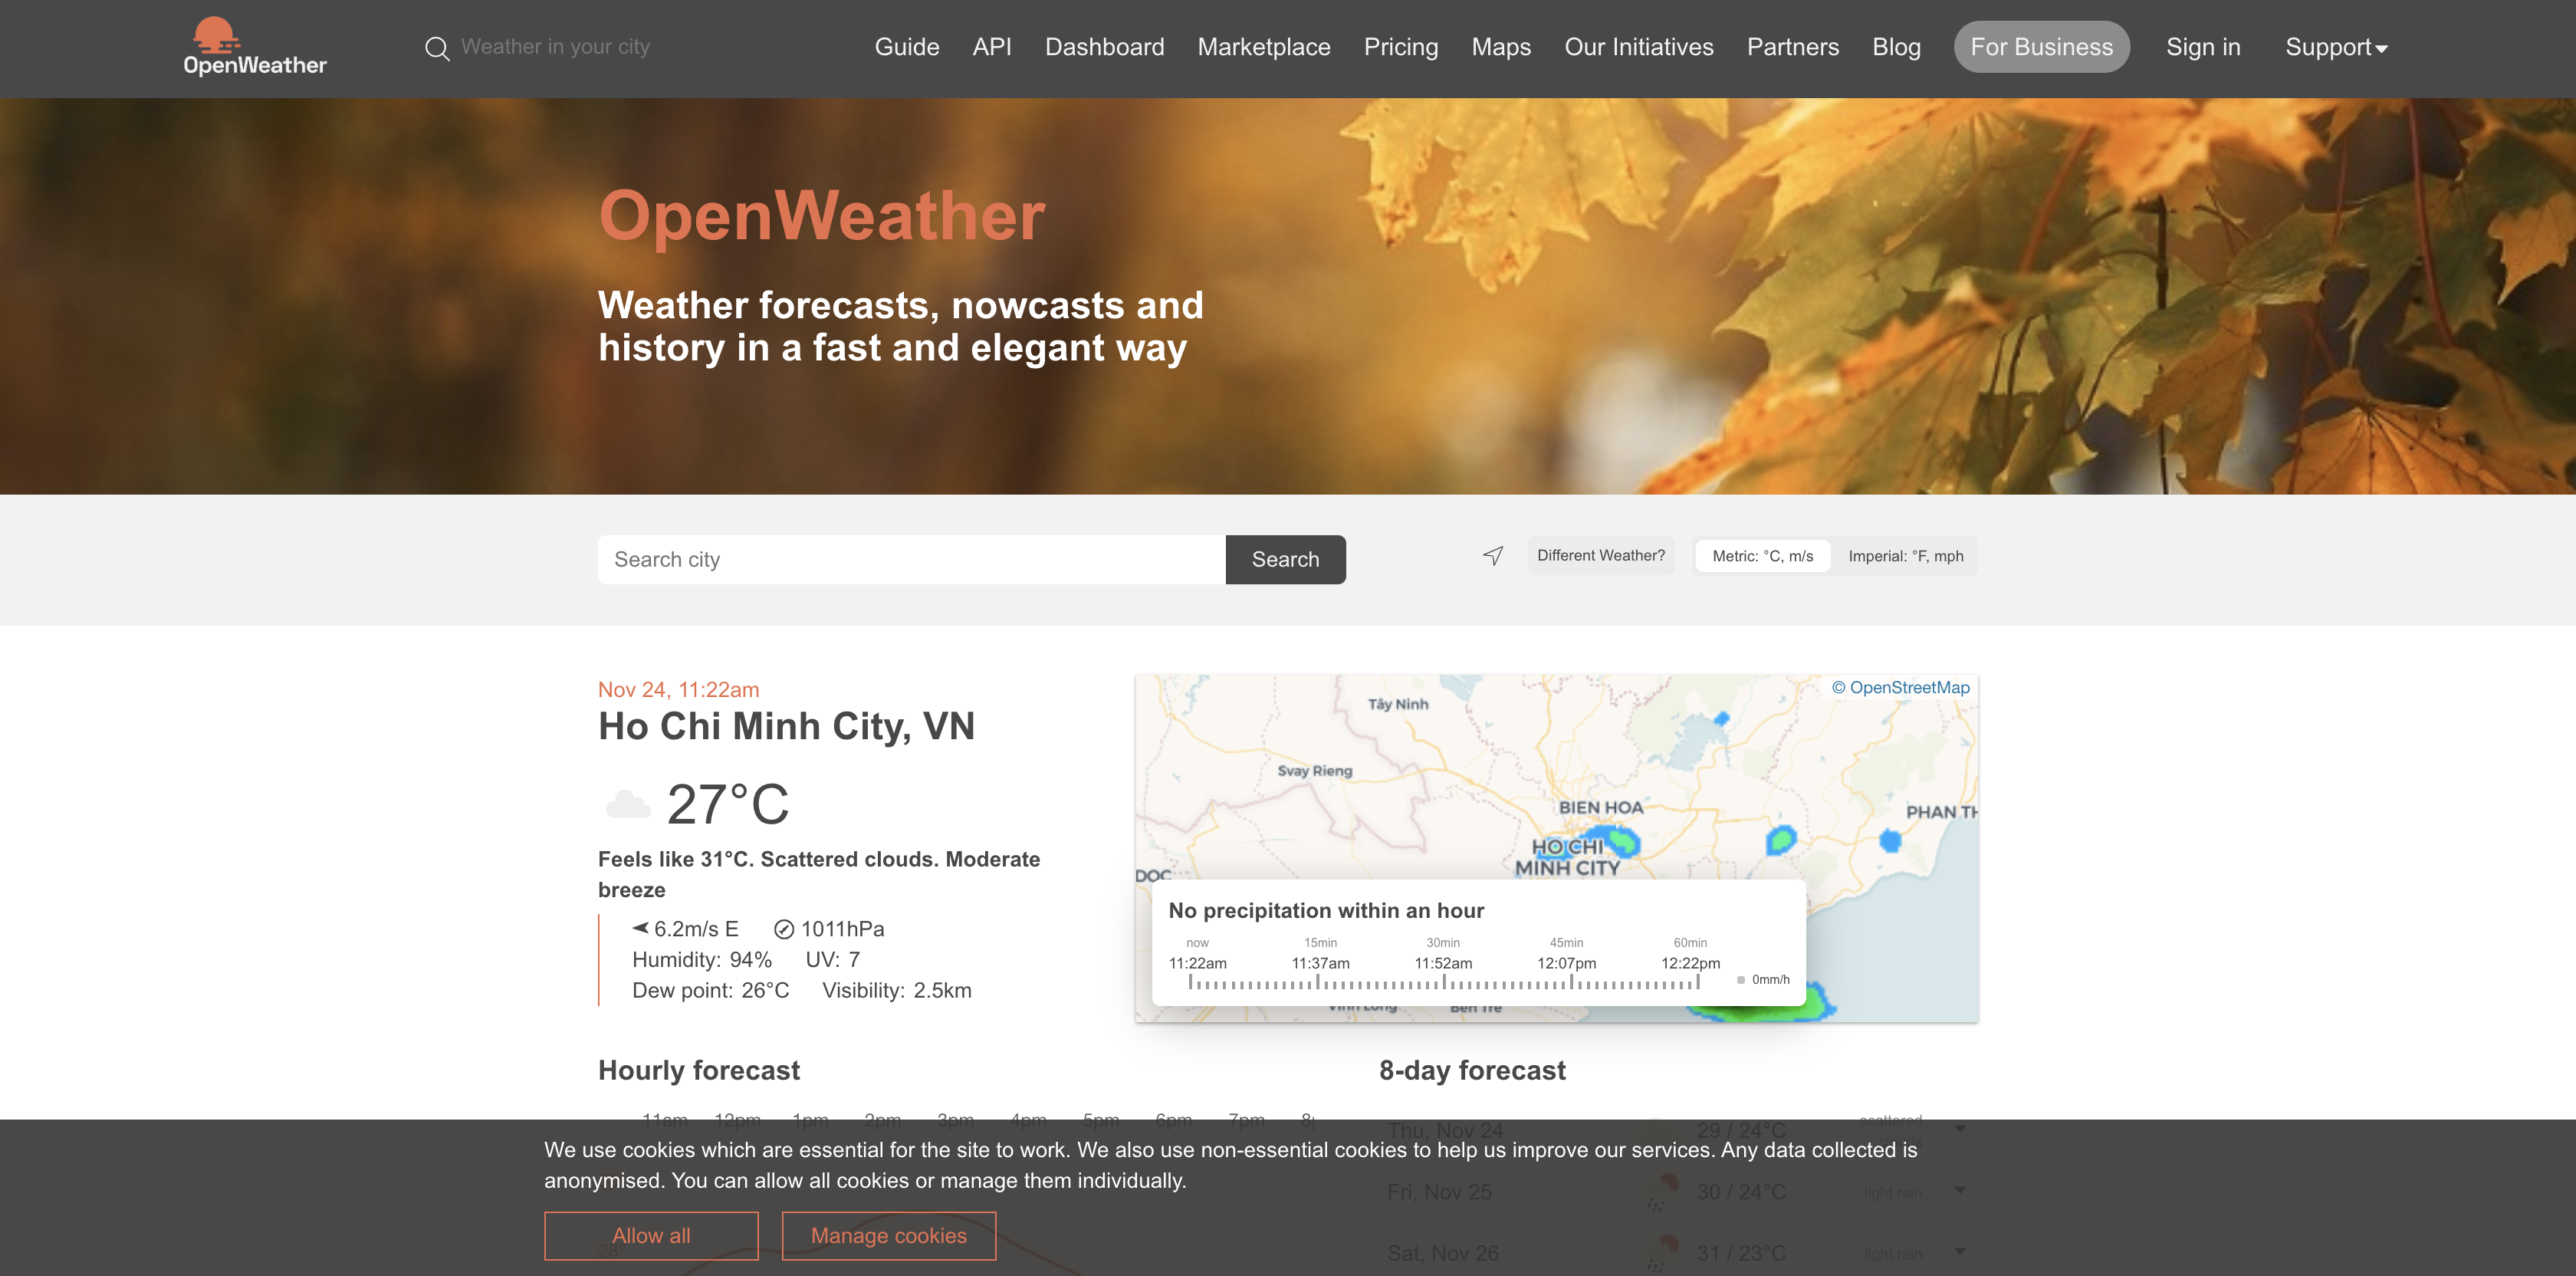 OpenWeather
Weather in your city
Guide
API
Dashboard
Marketplace
Pricing
Maps
Our Initiatives
Partners
Blog
For Business
Sign in
Support
OpenWeather
Weather forecasts, nowcasts and
history in a fast and elegant way
Search city
Search
Different Weather?
Metric: °C, m/s
Imperial: °F, mph
Nov 24, 11:22am
Ho Chi Minh City, VN
27°C
Feels like 31°C. Scattered clouds. Moderate
breeze
6.2m/s E
1011hPa
Humidity: 94%
UV: 7
Dew point: 26°C
Visibility: 2.5km
© OpenStreetMap
Tây Ninh
Svay Rieng
BIEN HOA
PHAN TH
HO CHI
MINH CITY
DOC
No precipitation within an hour
now
15min
30min
45min
60min
11:22am
11:37am
11:52am
12:07pm
12:22pm
0mm/h
Vinh Long
Ben Tre
Hourly forecast
8-day forecast
11am
12pm
1pm
2pm
3pm
4pm
5pm
6pm
7pm
Thu, Nov 24
29 / 24°C
scattered
We use cookies which are essential for the site to work. We also use non-essential cookies to help us improve our services. Any data collected is
anonymised. You can allow all cookies or manage them individually.
Fri, Nov 25
30 / 24°C
light rain
Allow all
Manage cookies
28°
Sat, Nov 26
31 / 23°C
light rain